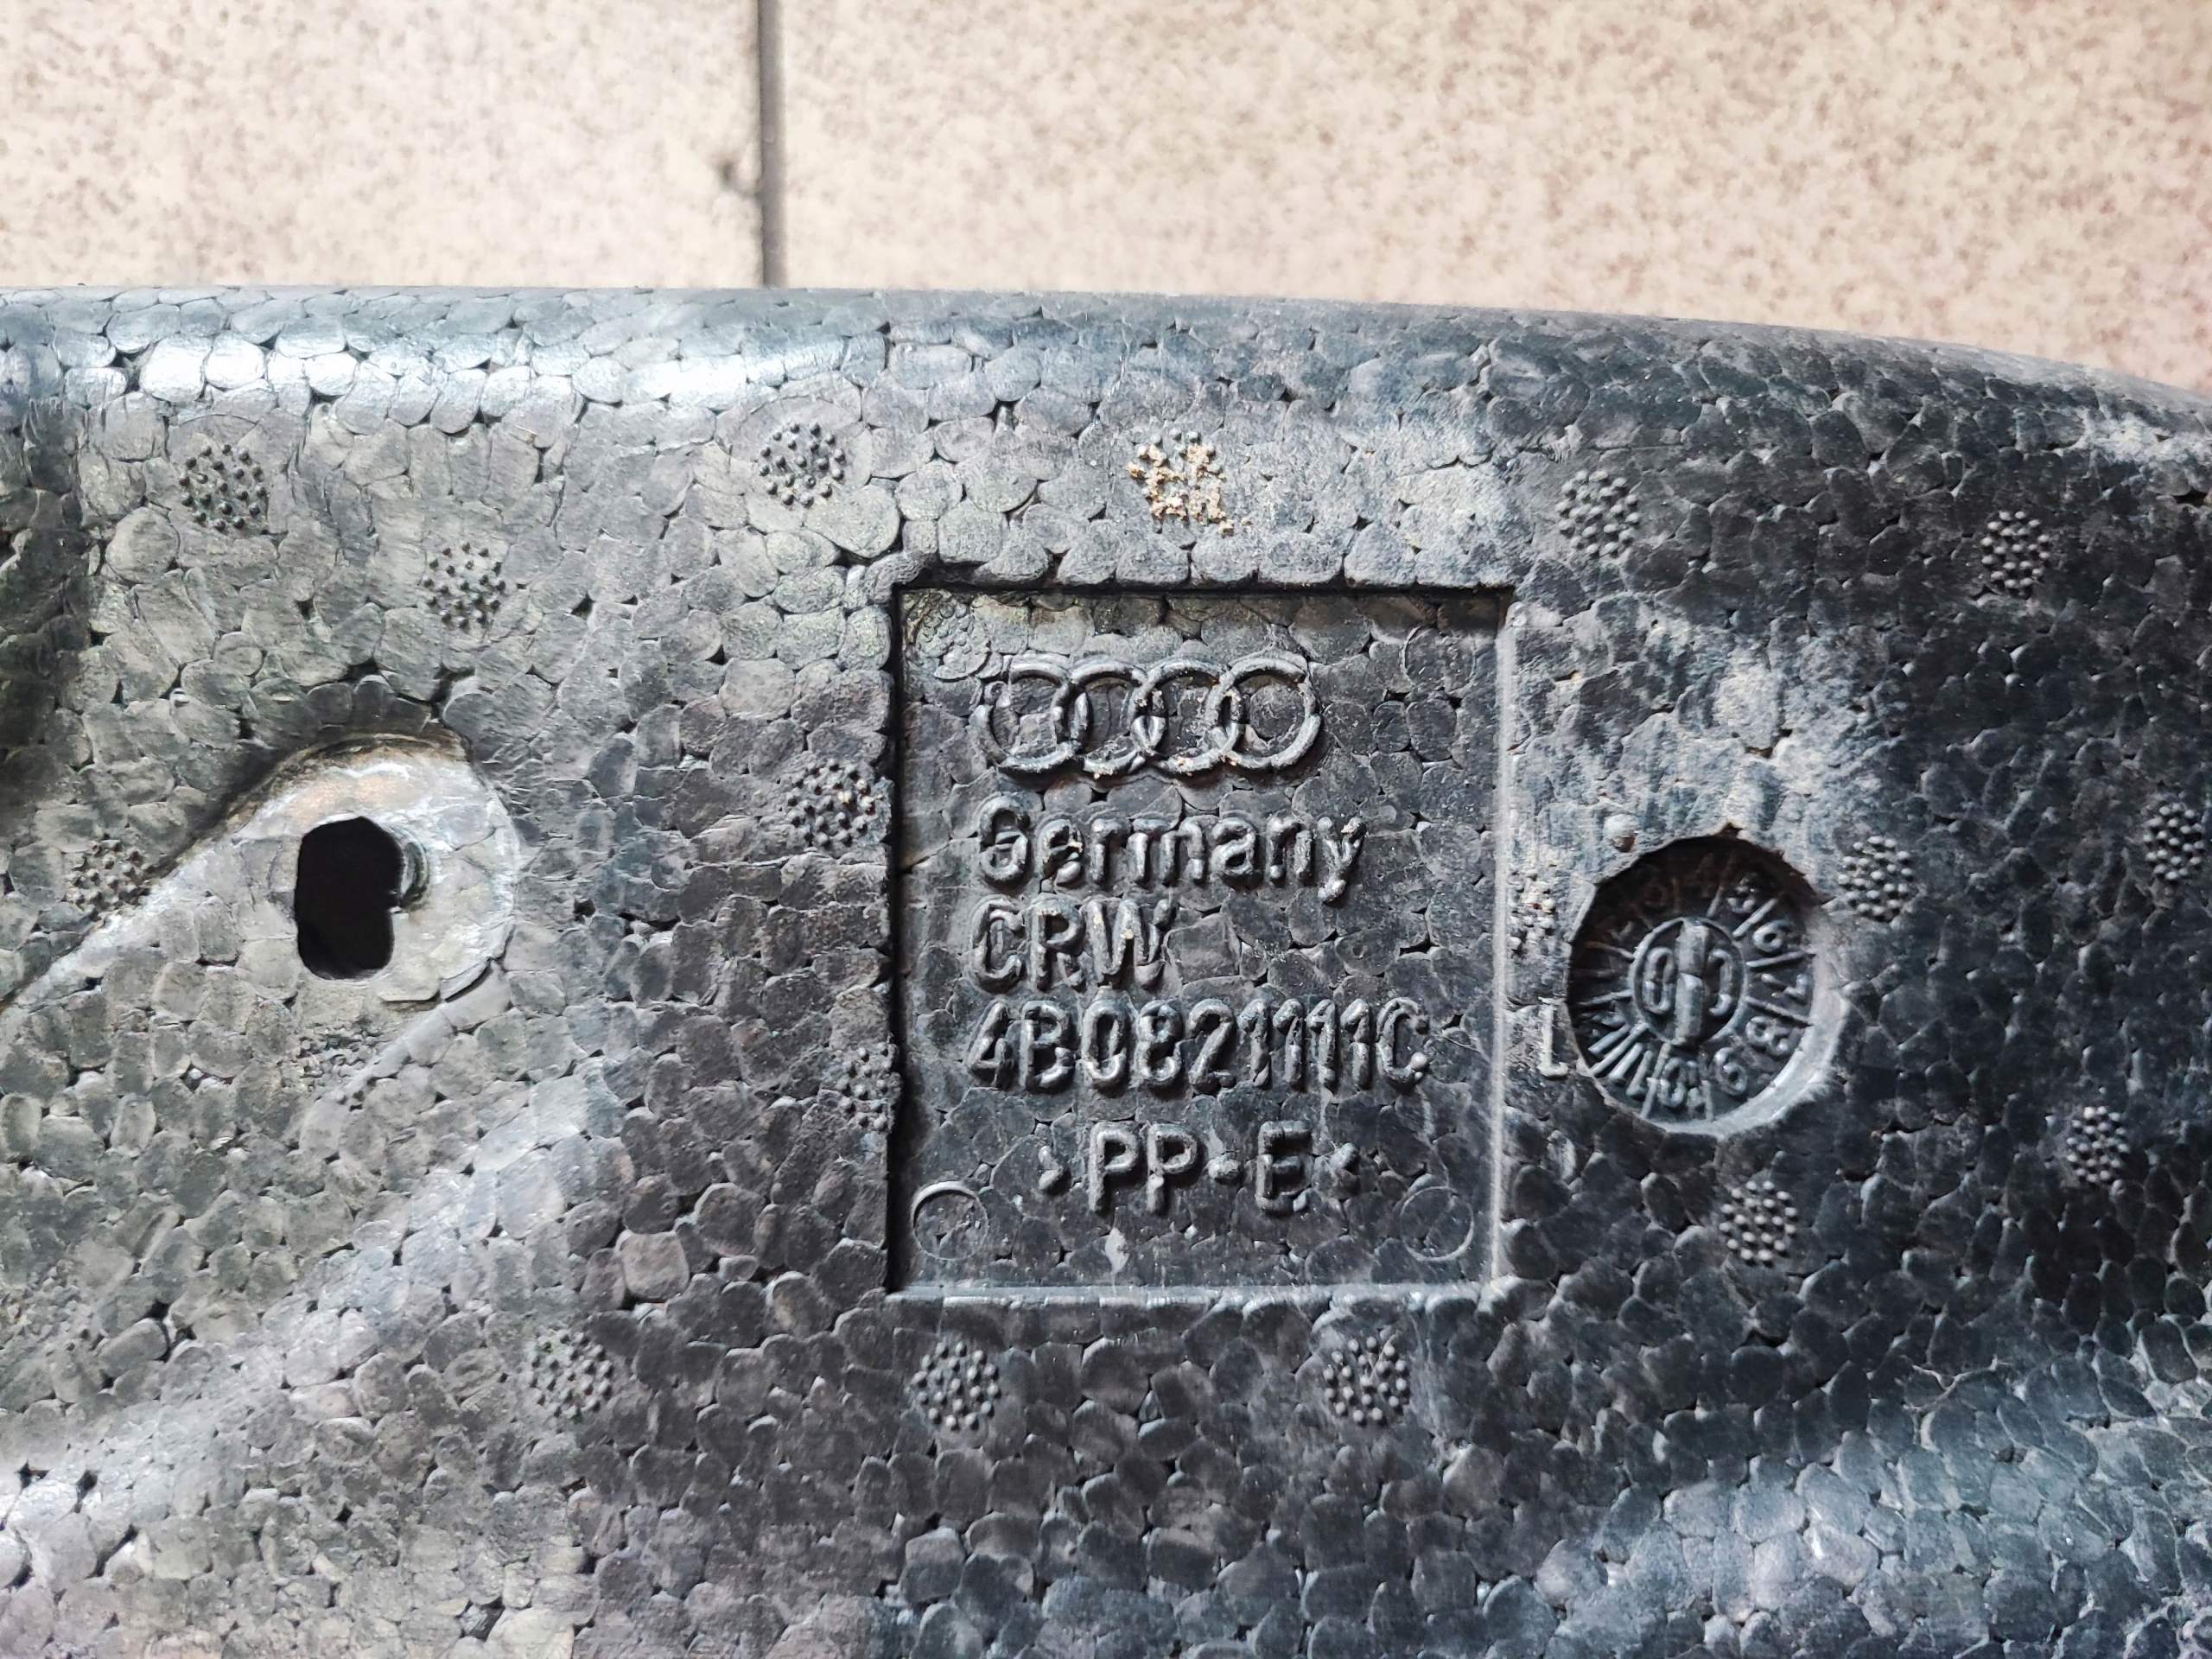 Germany
CRW
4B0821111C
>PP-E<